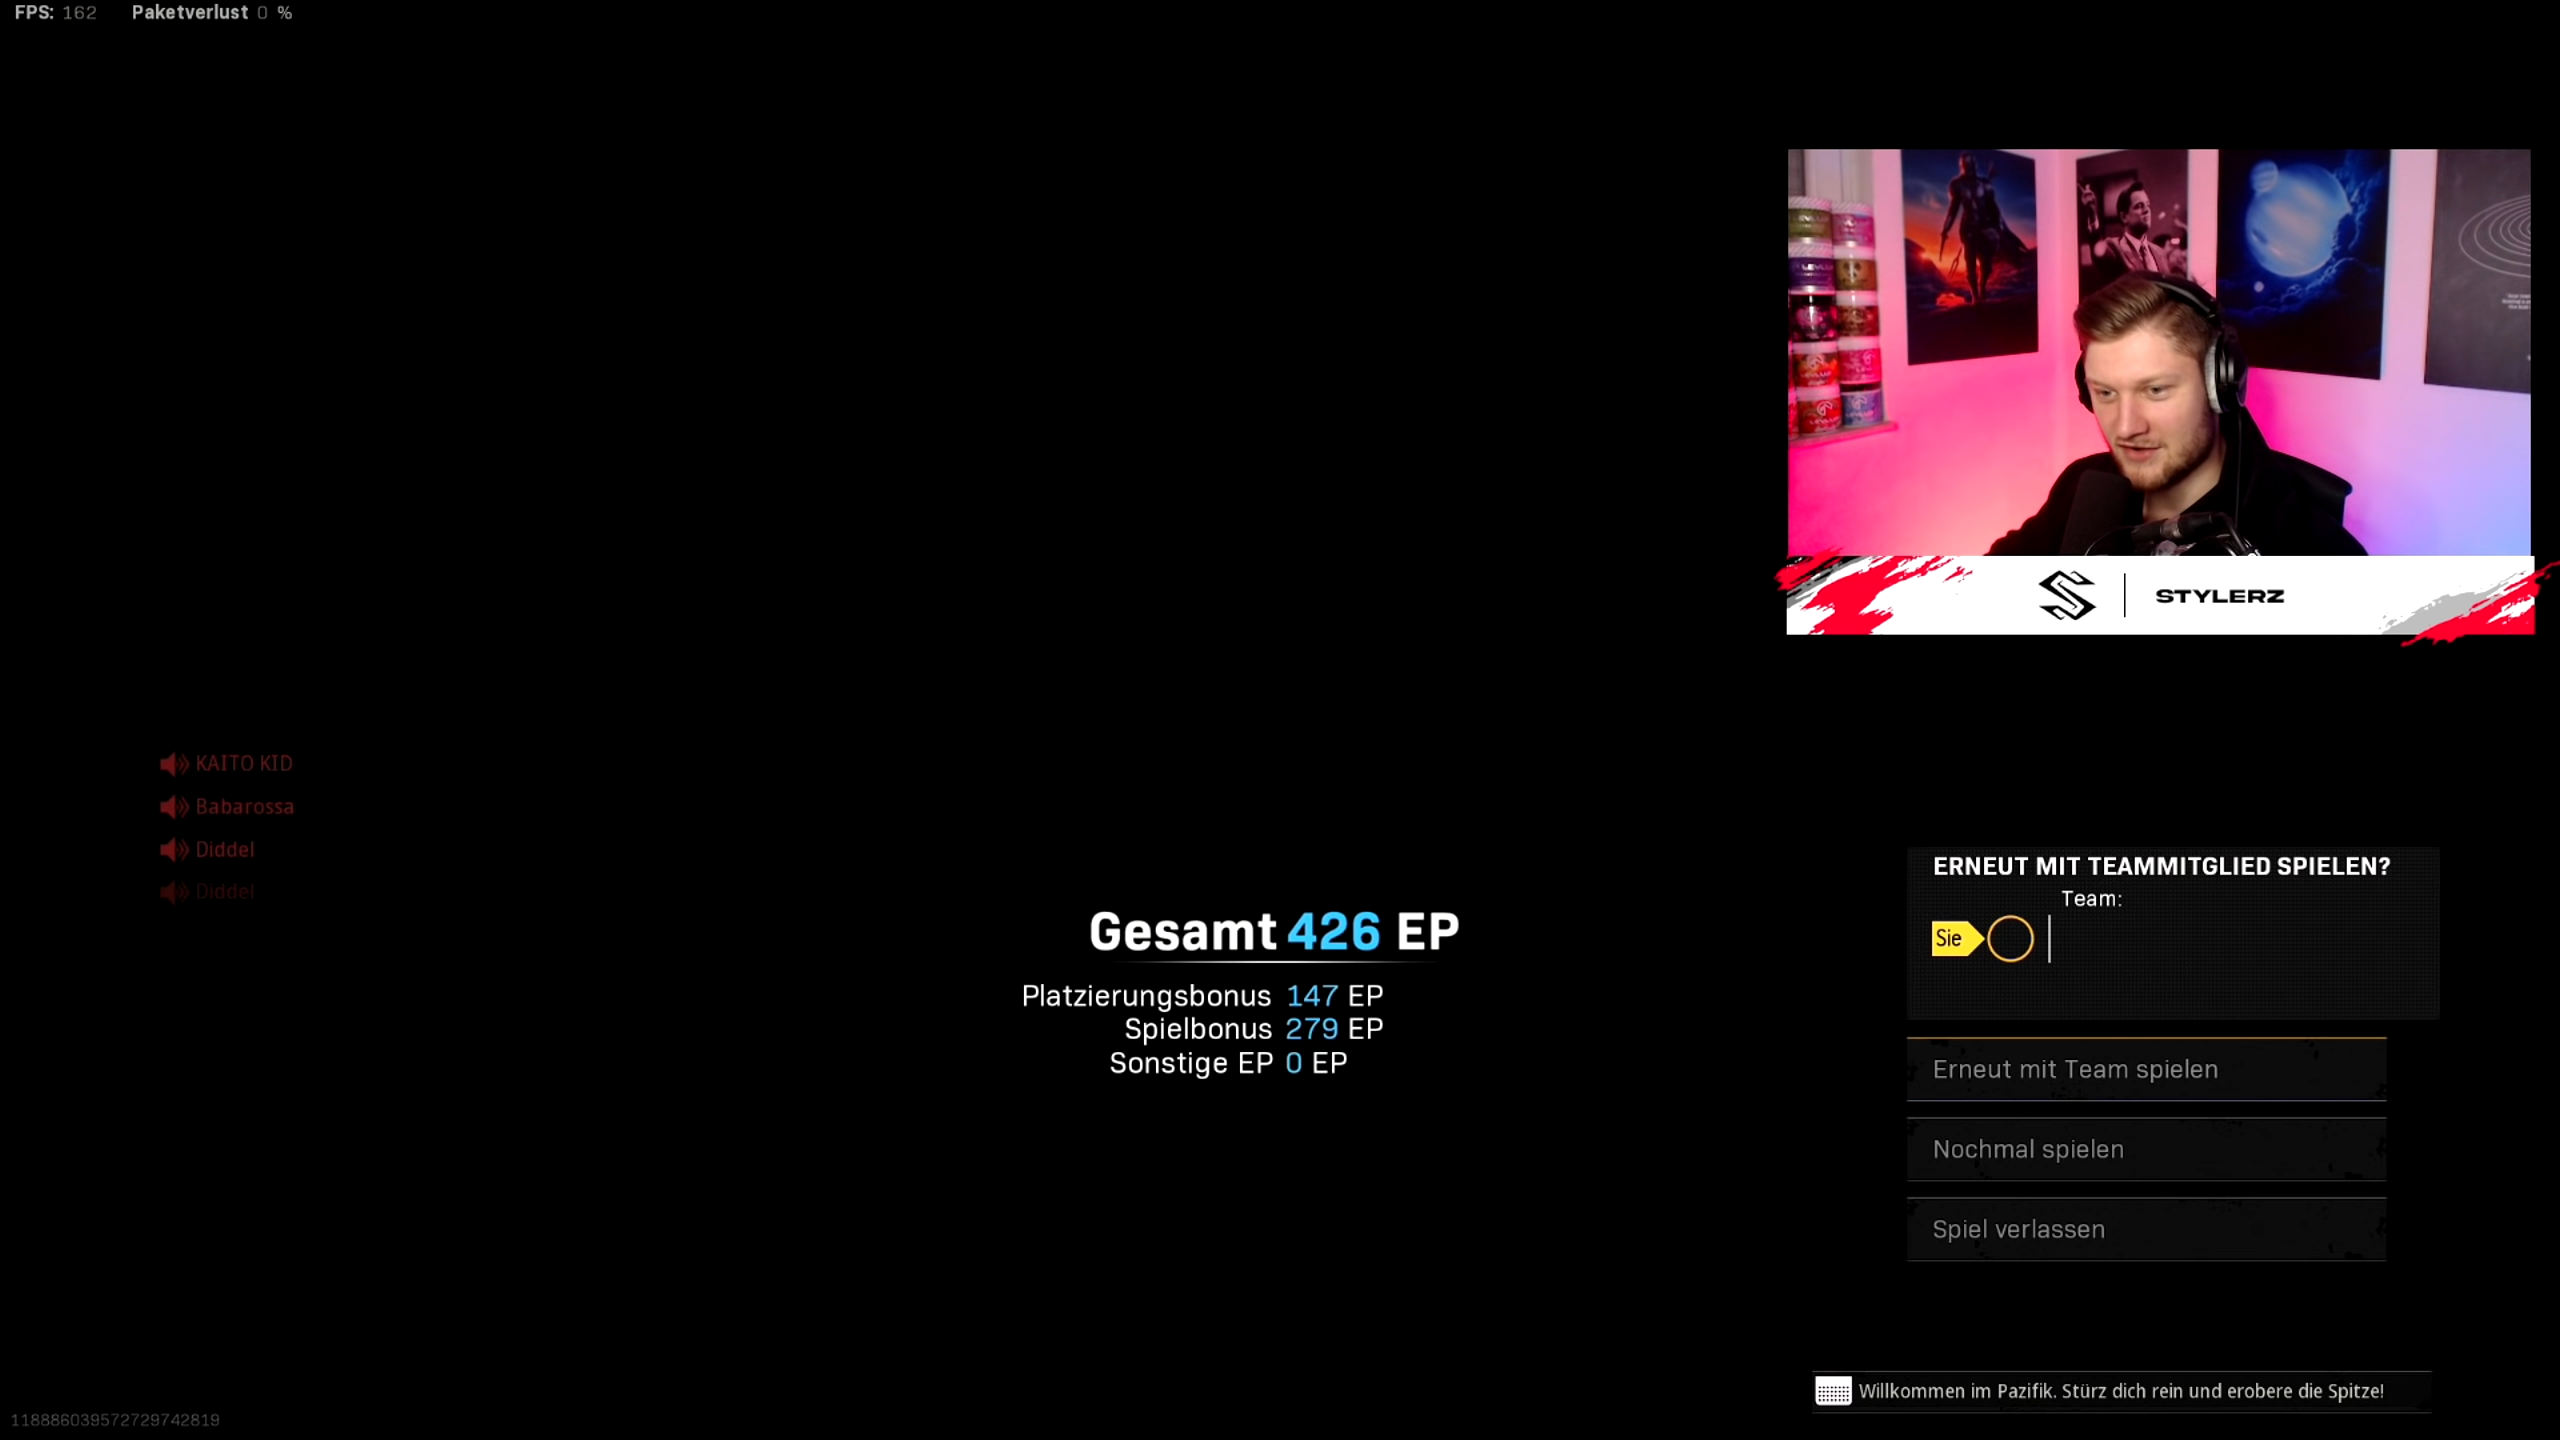 FPS: 162 Paketverlust 0 %
STYLERZ
KAITO KID
Babarossa
Diddel
Diddel
Gesamt 426 EP
Platzierungsbonus 147 EP
Spielbonus 279 EP
Sonstige EP 0 EP
ERNEUT MIT TEAMMITGLIED SPIELEN?
Team:
Sie
Erneut mit Team spielen
Nochmal spielen
Spiel verlassen
Willkommen im Pazifik. Stürz dich rein und erobere die Spitze!
118886039572729742819